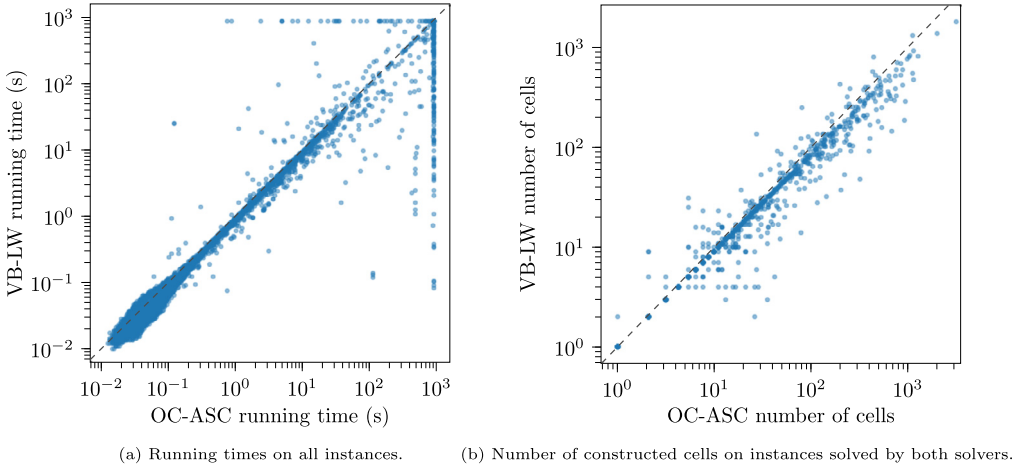 VB-LW running time (s)
10³
10²
10¹
10⁰
10⁻¹
10⁻²
10⁻² 10⁻¹ 10⁰ 10¹ 10² 10³
OC-ASC running time (s)
(a) Running times on all instances.
VB-LW number of cells
10³
10²
10¹
10⁰
10⁰ 10¹ 10² 10³
OC-ASC number of cells
(b) Number of constructed cells on instances solved by both solvers.